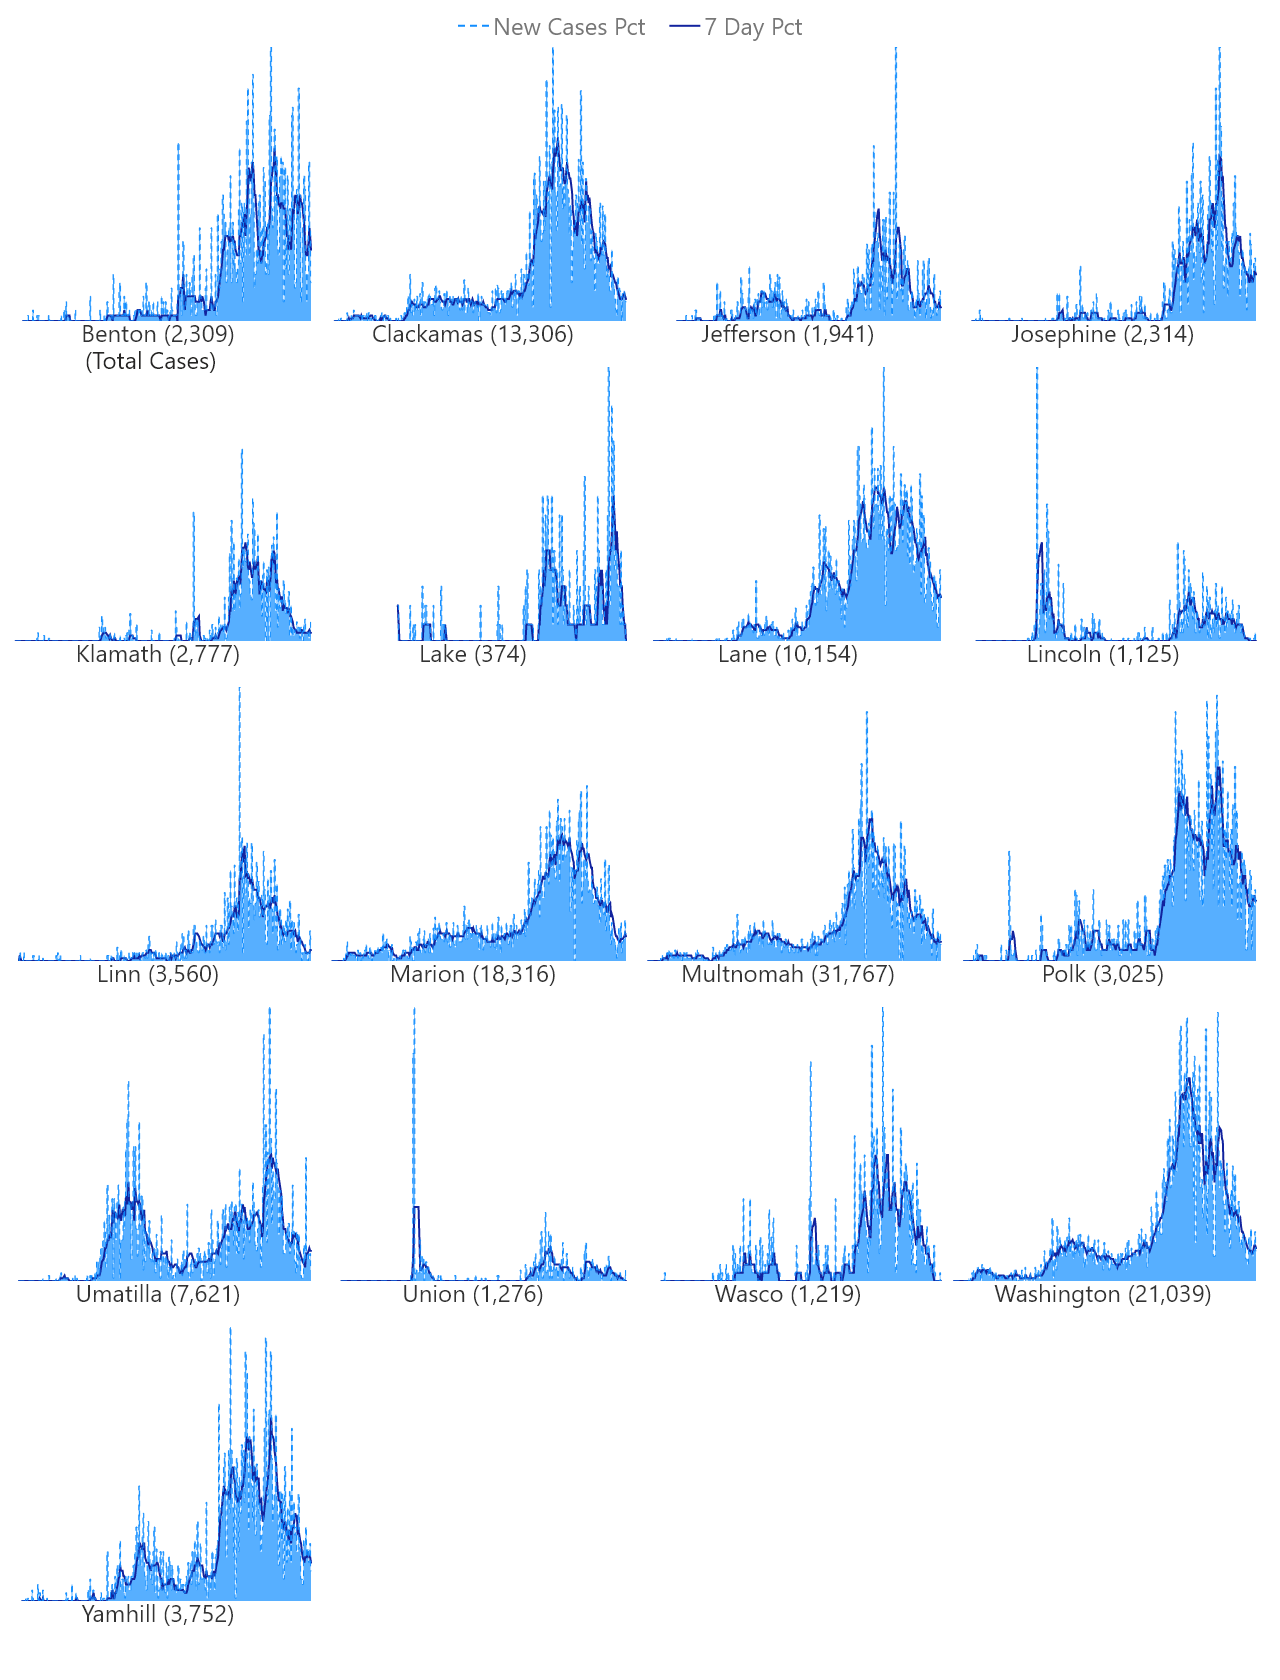 New Cases Pct 7 Day Pct
Benton (2,309) Clackamas (13,306) Jefferson (1,941) Josephine (2,314)
(Total Cases)
Klamath (2,777) Lake (374) Lane (10,154) Lincoln (1,125)
Linn (3,560) Marion (18,316) Multnomah (31,767) Polk (3,025)
Umatilla (7,621) Union (1,276) Wasco (1,219) Washington (21,039)
Yamhill (3,752)